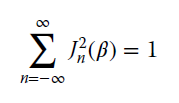 ∑_{n=−∞}^{∞} J_n^2(β) = 1